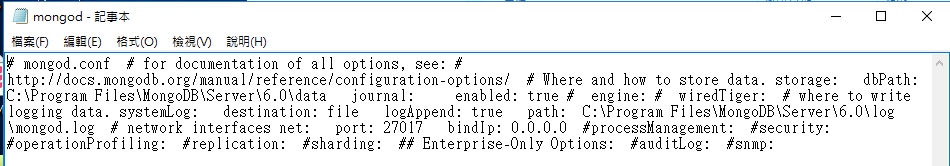 mongod - 記事本
檔案(F) 編輯(E) 格式(O) 檢視(V) 說明(H)
# mongod.conf  # for documentation of all options, see: #
http://docs.mongodb.org/manual/reference/configuration-options/  # Where and how to store data. storage:   dbPath:
C:\Program Files\MongoDB\Server\6.0\data   journal:     enabled: true #  engine: #  wiredTiger:  # where to write
logging data. systemLog:   destination: file   logAppend: true   path:  C:\Program Files\MongoDB\Server\6.0\log
\mongod.log  # network interfaces net:   port: 27017   bindIp: 0.0.0.0  #processManagement:  #security:
#operationProfiling:  #replication:  #sharding:  ## Enterprise-Only Options:  #auditLog:  #snmp: